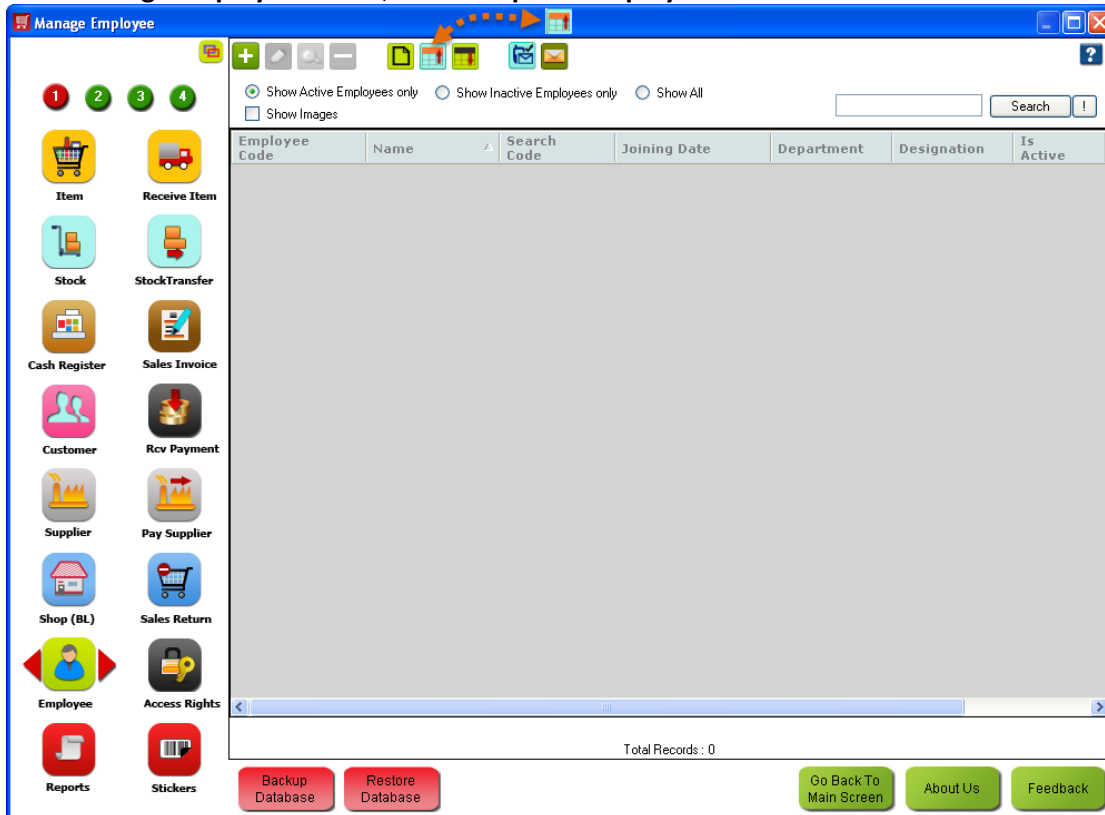 Manage Employee
?
1 2 3 4
Show Active Employees only Show Inactive Employees only Show All
Show Images
Search !
Employee Code Name Search Code Joining Date Department Designation Is Active
Item Receive Item
Stock StockTransfer
Cash Register Sales Invoice
Customer Rcv Payment
Supplier Pay Supplier
Shop (BL) Sales Return
Employee Access Rights
Reports Stickers
Total Records : 0
Backup Database
Restore Database
Go Back To Main Screen
About Us
Feedback